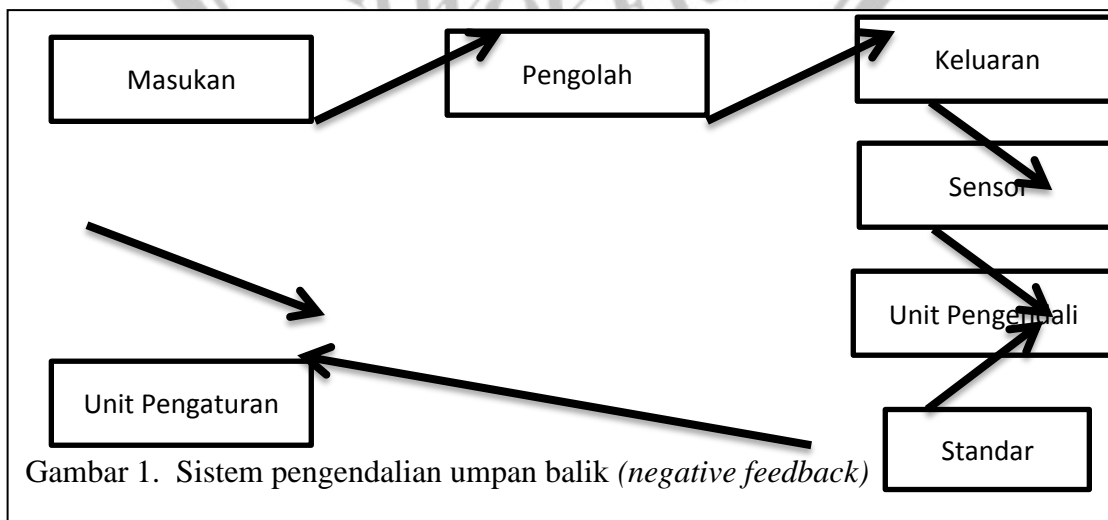 Masukan
Pengolah
Keluaran
Sensor
Unit Pengendali
Unit Pengaturan
Standar
Gambar 1. Sistem pengendalian umpan balik (negative feedback)